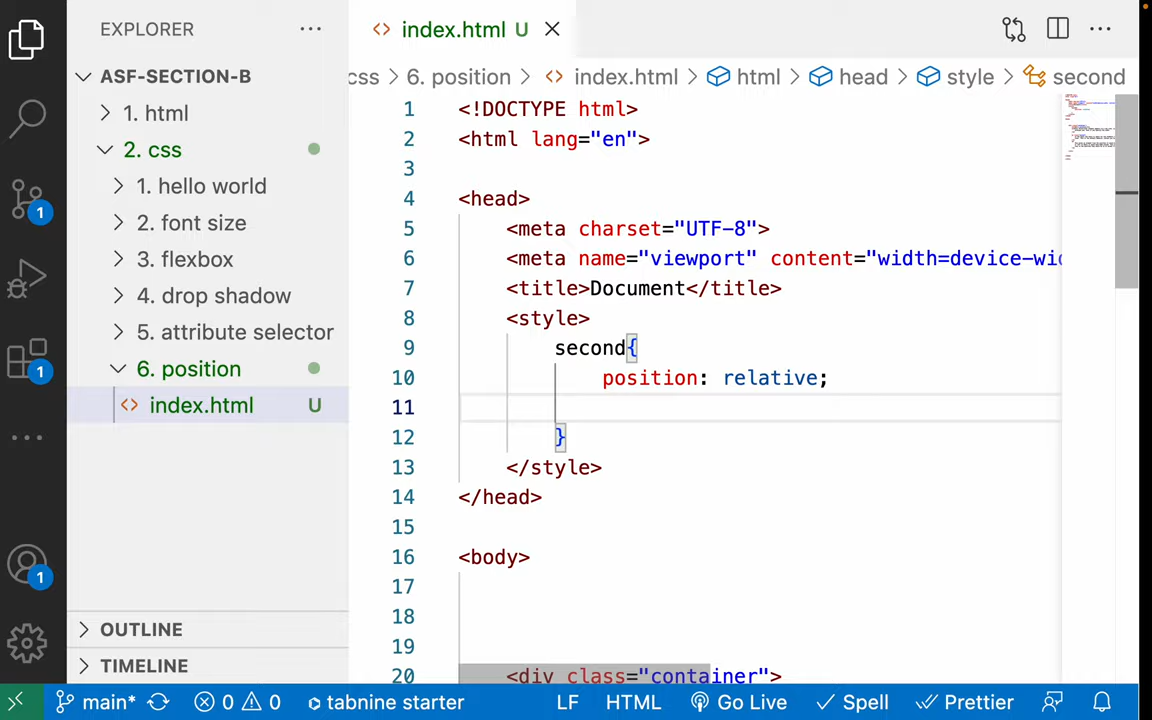 EXPLORER
ASF-SECTION-B
1. html
2. css
1. hello world
2. font size
3. flexbox
4. drop shadow
5. attribute selector
6. position
index.html U
OUTLINE
TIMELINE
1
1
1
index.html U
css > 6. position > index.html > html > head > style > second
1 <!DOCTYPE html>
2 <html lang="en">
3
4 <head>
5 <meta charset="UTF-8">
6 <meta name="viewport" content="width=device-wid
7 <title>Document</title>
8 <style>
9 second{
10 position: relative;
11
12 }
13 </style>
14 </head>
15
16 <body>
17
18
19
20 <div class="container">
main* 0 0 tabnine starter LF HTML Go Live Spell Prettier